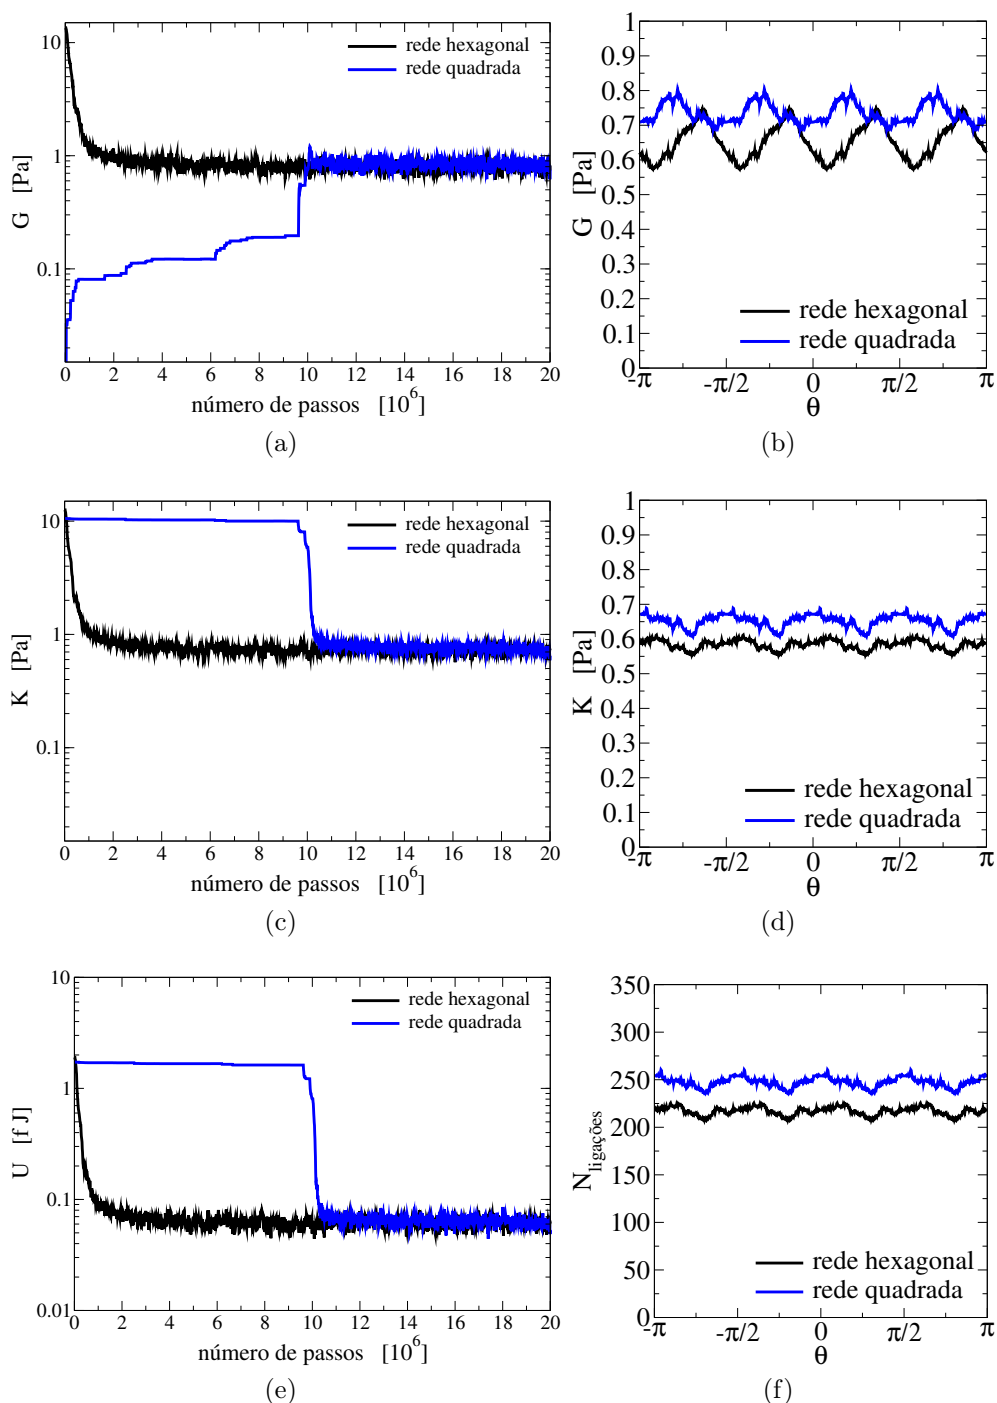 10
1
0.1
G [Pa]
rede hexagonal
rede quadrada
0 2 4 6 8 10 12 14 16 18 20
número de passos [10^6]
(a)
1
0.9
0.8
0.7
0.6
0.5
0.4
0.3
0.2
0.1
0
G [Pa]
rede hexagonal
rede quadrada
-π -π/2 0 π/2 π
θ
(b)
10
1
0.1
K [Pa]
rede hexagonal
rede quadrada
0 2 4 6 8 10 12 14 16 18 20
número de passos [10^6]
(c)
1
0.9
0.8
0.7
0.6
0.5
0.4
0.3
0.2
0.1
0
K [Pa]
rede hexagonal
rede quadrada
-π -π/2 0 π/2 π
θ
(d)
10
1
0.1
0.01
U [f J]
rede hexagonal
rede quadrada
0 2 4 6 8 10 12 14 16 18 20
número de passos [10^6]
(e)
350
300
250
200
150
100
50
0
N_ligações
rede hexagonal
rede quadrada
-π -π/2 0 π/2 π
θ
(f)